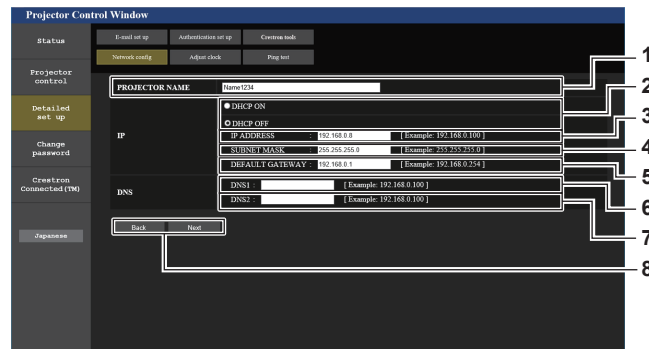 Projector Control Window
Status
Projector
control
Detailed
set up
Change
password
Crestron
Connected(TM)
Japanese
E-mail set up
Authentication set up
Crestron tools
Network config
Adjust clock
Ping test
PROJECTOR NAME
Name1234
IP
DHCP ON
DHCP OFF
IP ADDRESS : 192.168.0.8 [ Example: 192.168.0.100 ]
SUBNET MASK : 255.255.255.0 [ Example: 255.255.255.0 ]
DEFAULT GATEWAY : 192.168.0.1 [ Example: 192.168.0.254 ]
DNS
DNS1 : [ Example: 192.168.0.100 ]
DNS2 : [ Example: 192.168.0.100 ]
Back
Next
1
2
3
4
5
6
7
8